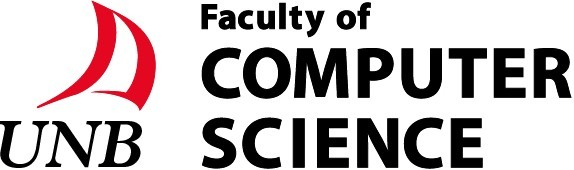 UNB
Faculty of
COMPUTER
SCIENCE